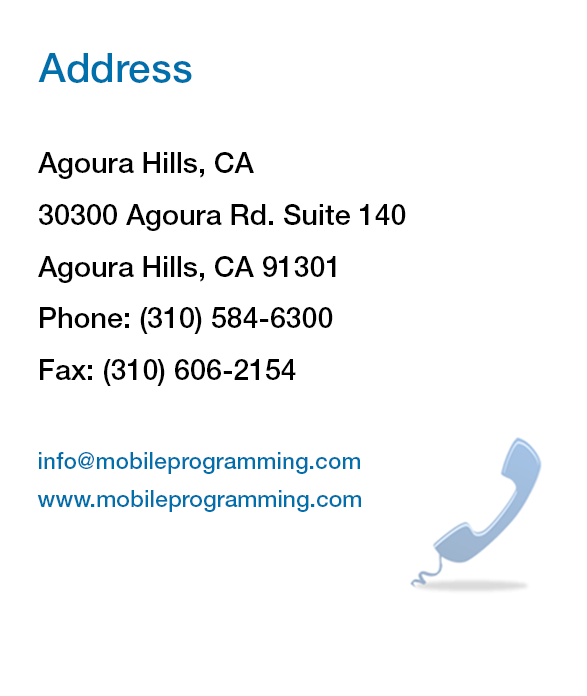 Address
Agoura Hills, CA
30300 Agoura Rd. Suite 140
Agoura Hills, CA 91301
Phone: (310) 584-6300
Fax: (310) 606-2154
info@mobileprogramming.com
www.mobileprogramming.com